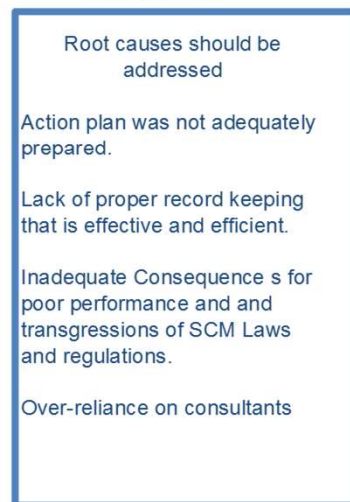 Root causes should be
addressed
Action plan was not adequately
prepared.
Lack of proper record keeping
that is effective and efficient.
Inadequate Consequence s for
poor performance and and
transgressions of SCM Laws
and regulations.
Over-reliance on consultants